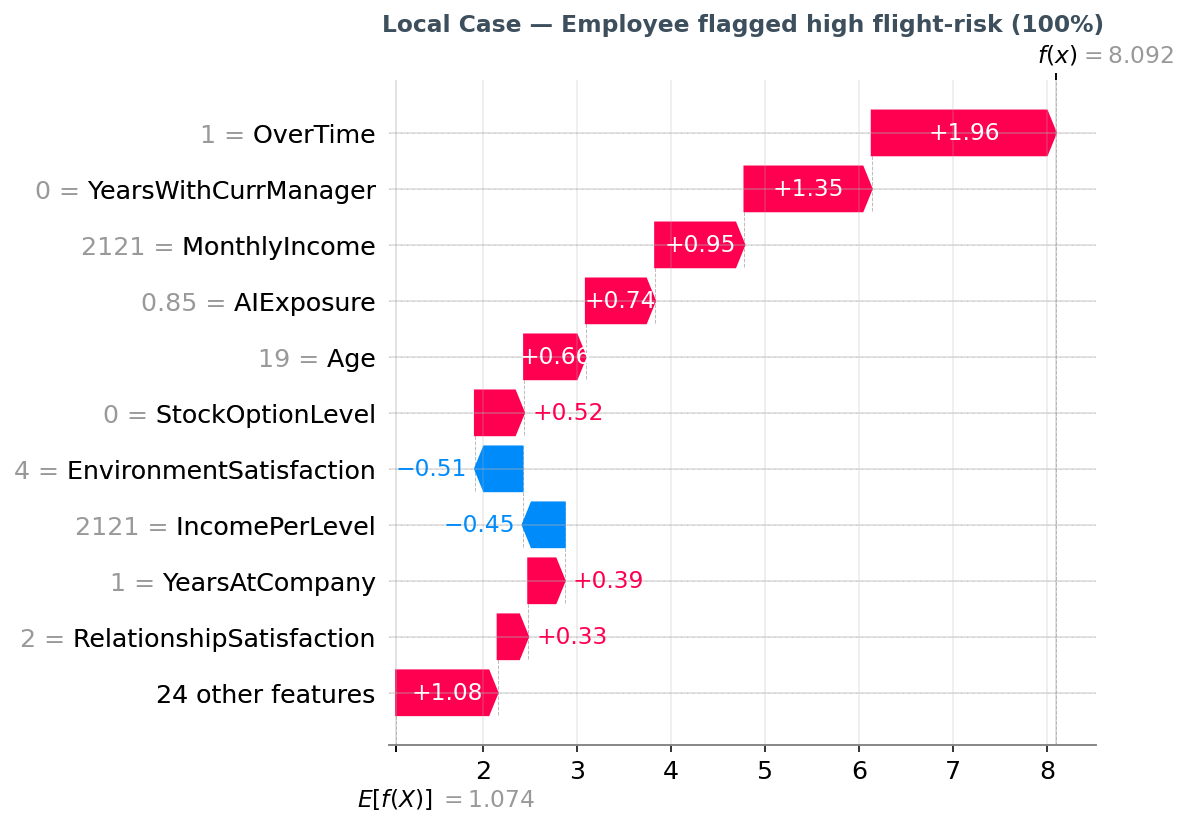 Local Case — Employee flagged high flight-risk (100%)
f(x) = 8.092
1 = OverTime +1.96
0 = YearsWithCurrManager +1.35
2121 = MonthlyIncome +0.95
0.85 = AIExposure +0.74
19 = Age +0.66
0 = StockOptionLevel +0.52
4 = EnvironmentSatisfaction −0.51
2121 = IncomePerLevel −0.45
1 = YearsAtCompany +0.39
2 = RelationshipSatisfaction +0.33
24 other features +1.08
2 3 4 5 6 7 8
E[f(X)] = 1.074